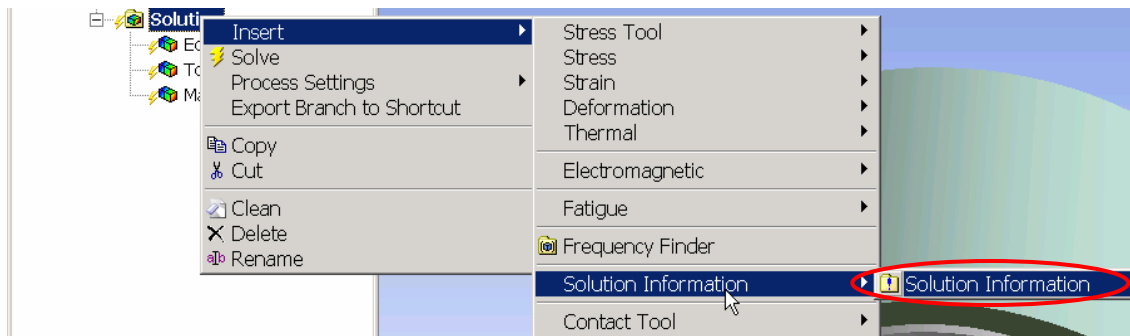 Solution
Insert
Solve
Process Settings
Export Branch to Shortcut
Copy
Cut
Clean
Delete
Rename
Stress Tool
Stress
Strain
Deformation
Thermal
Electromagnetic
Fatigue
Frequency Finder
Solution Information
Contact Tool
Solution Information